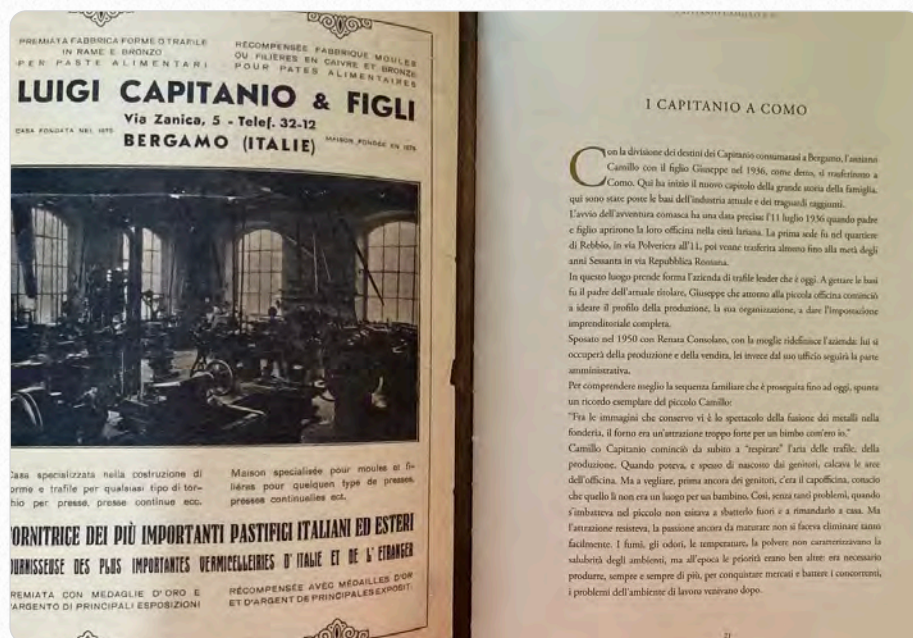 PREMIATA FABBRICA FORME O TRAFILE
IN RAME E BRONZO
PER PASTE ALIMENTARI
RÉCOMPENSÉE FABBRIQUE MOULES
OU FILIÈRES EN CAIVRE ET BRONZE
POUR PATES ALIMENTAIRES
LUIGI CAPITANIO & FIGLI
Via Zanica, 5 - Telef. 32-12
CASA FONDATA NEL 1875
BERGAMO (ITALIE)
MAISON FONDÉE EN 1875
Casa specializzata nella costruzione di
orme e trafile per qualsiasi tipo di tor-
hio per presse, presse continue ecc.
Maison specialisée pour moules et fi-
lières pour quelquen type de presses,
presses continuelles ect.
ORNITRICE DEI PIÙ IMPORTANTI PASTIFICI ITALIANI ED ESTERI
OURNISSEUSE DES PLUS IMPORTANTES VERMICELLEIRIES D'ITALIE ET DE L'ETRANGER
REMIATA CON MEDAGLIE D'ORO E
'ARGENTO DI PRINCIPALI ESPOSIZIONI
RÉCOMPENSÉE AVEC MÉDAILLES D'OR
ET D'ARGENT DE PRINCIPALES EXPOSIT.
I CAPITANIO A COMO
Con la divisione dei destini dei Capitanio consumatasi a Bergamo, l'anziano
Camillo con il figlio Giuseppe nel 1936, come detto, si trasferirono a
Como. Qui ha inizio il nuovo capitolo della grande storia della famiglia,
qui sono state poste le basi dell'industria attuale e dei traguardi raggiunti.
L'avvio dell'avventura comasca ha una data precisa: l'11 luglio 1936 quando padre
e figlio aprirono la loro officina nella città lariana. La prima sede fu nel quartiere
di Rebbio, in via Polveriera all'11, poi venne trasferita almeno fino alla metà degli
anni Sessanta in via Repubblica Romana.
In questo luogo prende forma l'azienda di trafile leader che è oggi. A gettare le basi
fu il padre dell'attuale titolare, Giuseppe che attorno alla piccola officina cominciò
a ideare il profilo della produzione, la sua organizzazione, a dare l'impostazione
imprenditoriale completa.
Sposato nel 1950 con Renata Consolaro, con la moglie ridefinisce l'azienda: lui si
occuperà della produzione e della vendita, lei invece dal suo ufficio seguirà la parte
amministrativa.
Per comprendere meglio la sequenza familiare che è proseguita fino ad oggi, spunta
un ricordo esemplare del piccolo Camillo:
"Fra le immagini che conservo vi è lo spettacolo della fusione dei metalli nella
fonderia, il forno era un'attrazione troppo forte per un bimbo com'ero io."
Camillo Capitanio cominciò da subito a "respirare" l'aria delle trafile, della
produzione. Quando poteva, e spesso di nascosto dai genitori, calcava le aree
dell'officina. Ma a vegliare, prima ancora dei genitori, c'era il capofficina, conscio
che quello lì non era un luogo per un bambino. Così, senza tanti problemi, quando
s'imbatteva nel piccolo non esitava a sbatterlo fuori e a rimandarlo a casa. Ma
l'attrazione resisteva, la passione ancora da maturare non si faceva eliminare tanto
facilmente. I fumi, gli odori, le temperature, la polvere non caratterizzavano la
salubrità degli ambienti, ma all'epoca le priorità erano ben altre: era necessario
produrre, sempre e sempre di più, per conquistare mercati e battere i concorrenti,
i problemi dell'ambiente di lavoro venivano dopo.
21